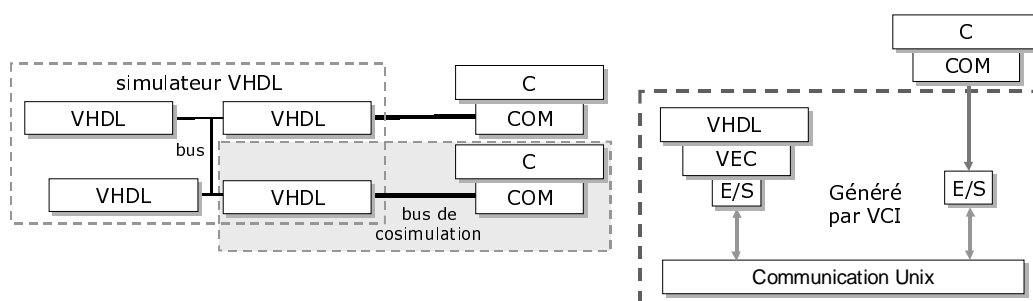 simulateur VHDL
VHDL
VHDL
bus
VHDL
VHDL
C
COM
C
COM
bus de
cosimulation
C
COM
VHDL
VEC
E/S
Généré
par VCI
E/S
Communication Unix